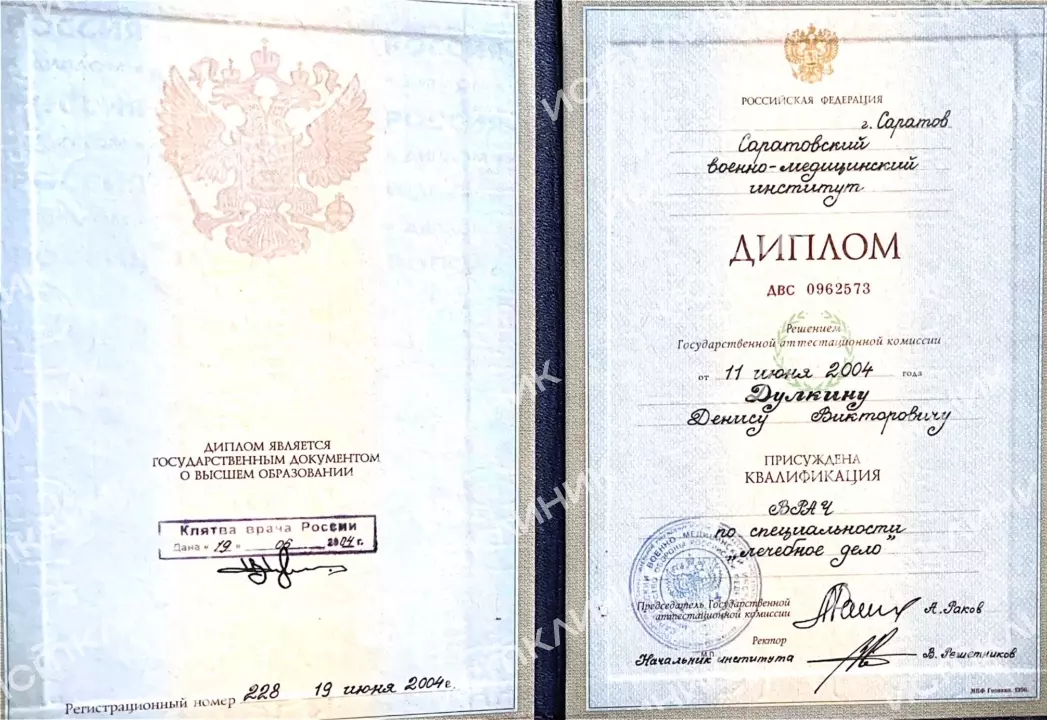 ДИПЛОМ ЯВЛЯЕТСЯ
ГОСУДАРСТВЕННЫМ ДОКУМЕНТОМ
О ВЫСШЕМ ОБРАЗОВАНИИ
Клятва врача России
Дана « 19 » 06 2004 г.
Регистрационный номер 228 19 июня 2004г.
РОССИЙСКАЯ ФЕДЕРАЦИЯ
г. Саратов
Саратовский
военно-медицинский
институт
ДИПЛОМ
ДВС 0962573
Решением
Государственной аттестационной комиссии
от 11 июня 2004 года
Дулкину
Денису Викторовичу
ПРИСУЖДЕНА
КВАЛИФИКАЦИЯ
ВРАЧ
по специальности
„лечебное дело”
Председатель Государственной
аттестационной комиссии
А. Раков
Ректор
М.П.
Начальник института
В. Решетников
МПФ Гознака. 1996.